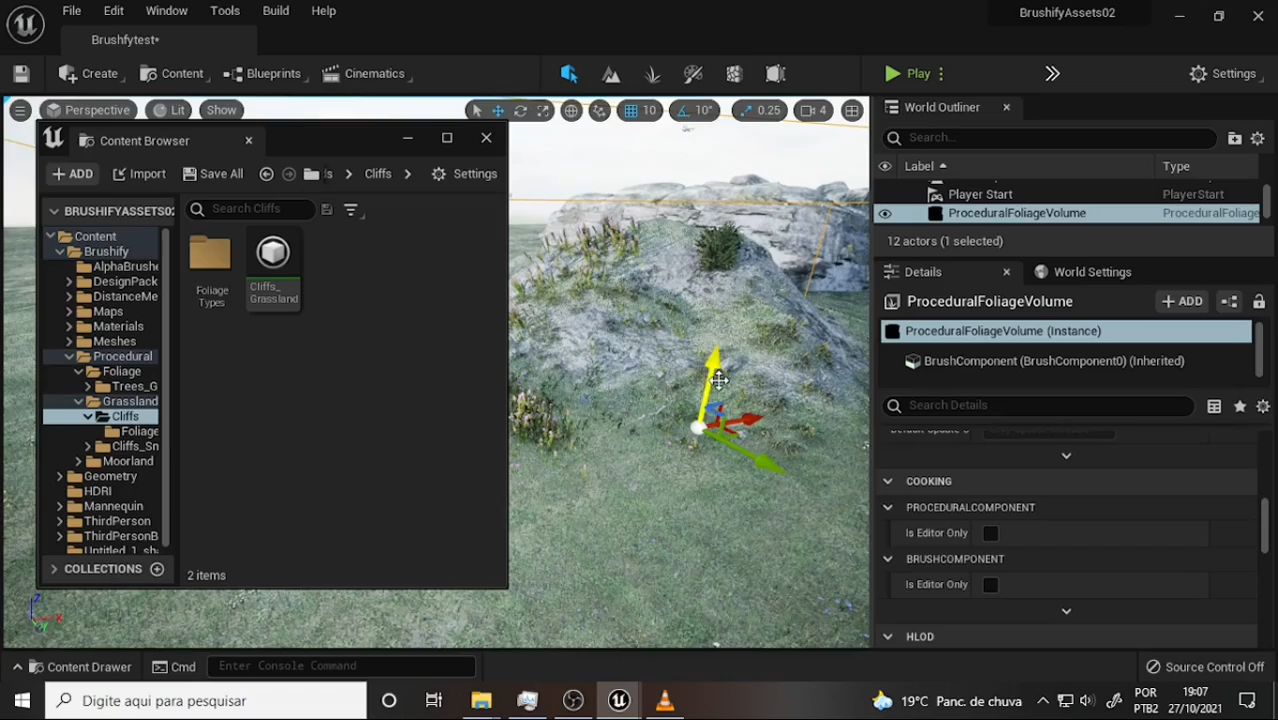 File Edit Window Tools Build Help
BrushifyAssets02
Brushfytest*
Create Content Blueprints Cinematics Play Settings
Perspective Lit Show 10 10° 0.25 4
World Outliner
Content Browser
Search...
Label Type
ADD Import Save All Cliffs Settings
Player Start PlayerStart
ProceduralFoliageVolume ProceduralFoliage
BRUSHIFYASSETS02
Search Cliffs
12 actors (1 selected)
Content
Brushify
AlphaBrushe
DesignPack
DistanceMe
Maps
Materials
Meshes
Procedural
Foliage
Trees_G
Grassland
Cliffs
Foliage
Cliffs_Sn
Moorland
Geometry
HDRI
Mannequin
ThirdPerson
ThirdPersonB
Untitled_1_sh
COLLECTIONS
Foliage
Types
Cliffs_
Grassland
2 items
Details World Settings
ProceduralFoliageVolume ADD
ProceduralFoliageVolume (Instance)
BrushComponent (BrushComponent0) (Inherited)
Search Details
COOKING
PROCEDURALCOMPONENT
Is Editor Only
BRUSHCOMPONENT
Is Editor Only
HLOD
Z X
Content Drawer Cmd Enter Console Command Source Control Off
Digite aqui para pesquisar
19°C Panc. de chuva
POR
PTB2
19:07
27/10/2021